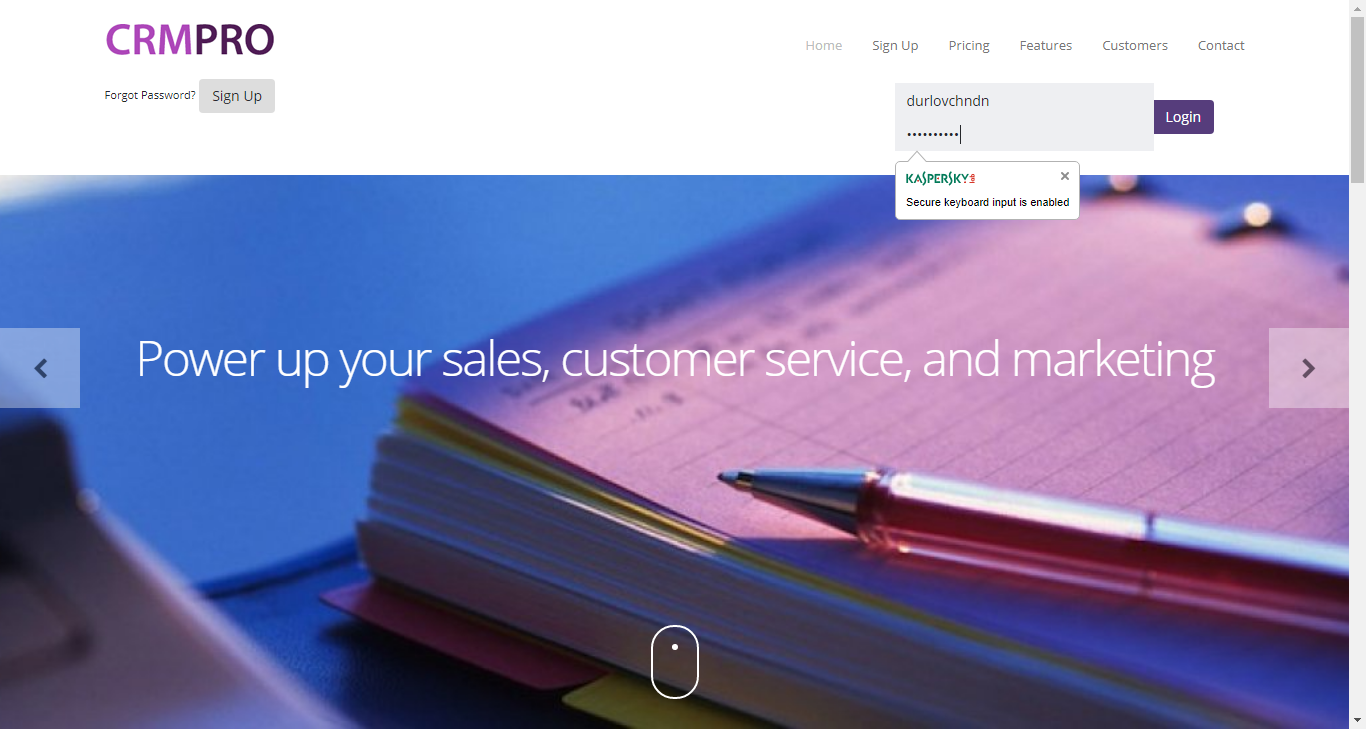 CRMPRO
Home Sign Up Pricing Features Customers Contact
Forgot Password? Sign Up
durlovchndn
••••••••••
Login
KASPERSKY
Secure keyboard input is enabled
Power up your sales, customer service, and marketing